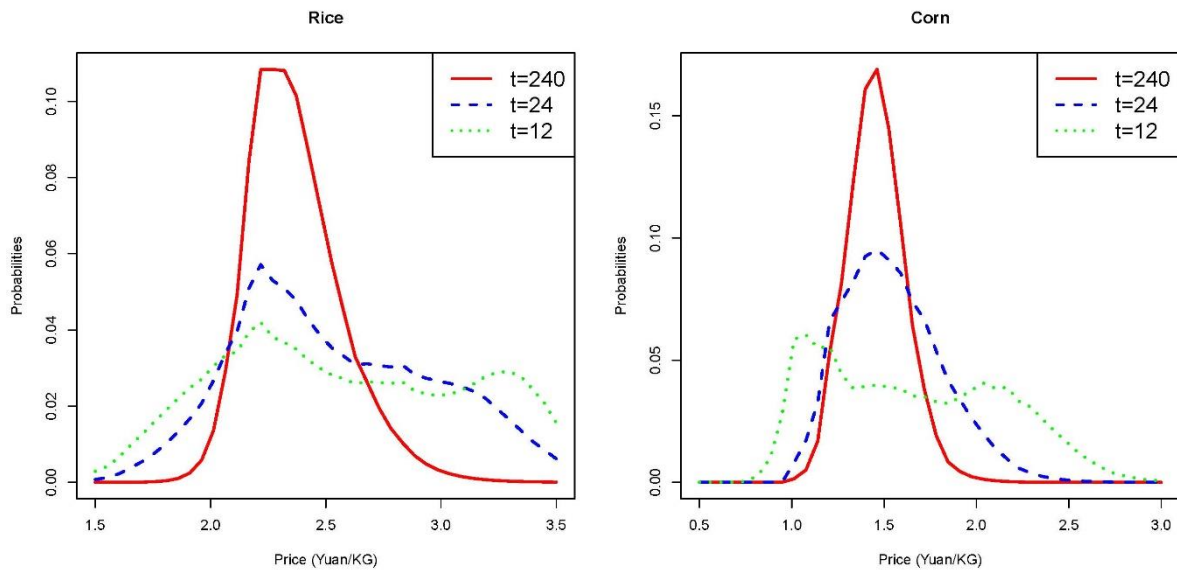 Rice
t=240
t=24
t=12
Probabilities
0.10
0.08
0.06
0.04
0.02
0.00
1.5 2.0 2.5 3.0 3.5
Price (Yuan/KG)
Corn
t=240
t=24
t=12
Probabilities
0.15
0.10
0.05
0.00
0.5 1.0 1.5 2.0 2.5 3.0
Price (Yuan/KG)